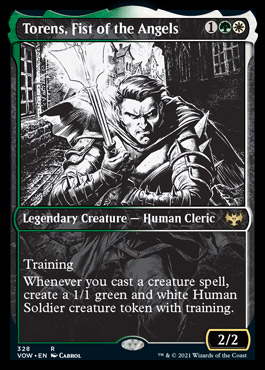 Torens, Fist of the Angels 1
Legendary Creature — Human Cleric
Training
Whenever you cast a creature spell,
create a 1/1 green and white Human
Soldier creature token with training.
2/2
328 R
VOW • EN CABROL ™ & © 2021 Wizards of the Coast